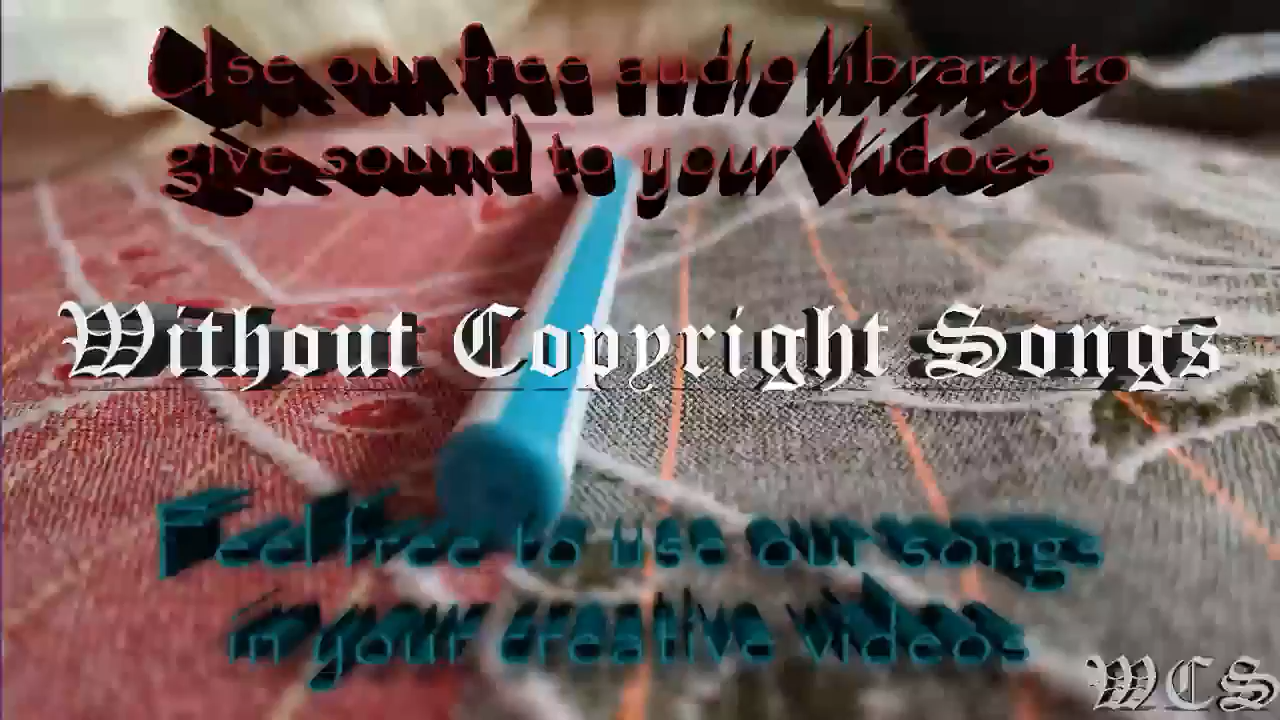 Use our free audio library to
give sound to your Vidoes
Without Copyright Songs
Feel free to use our songs
in your creative videos
WCS